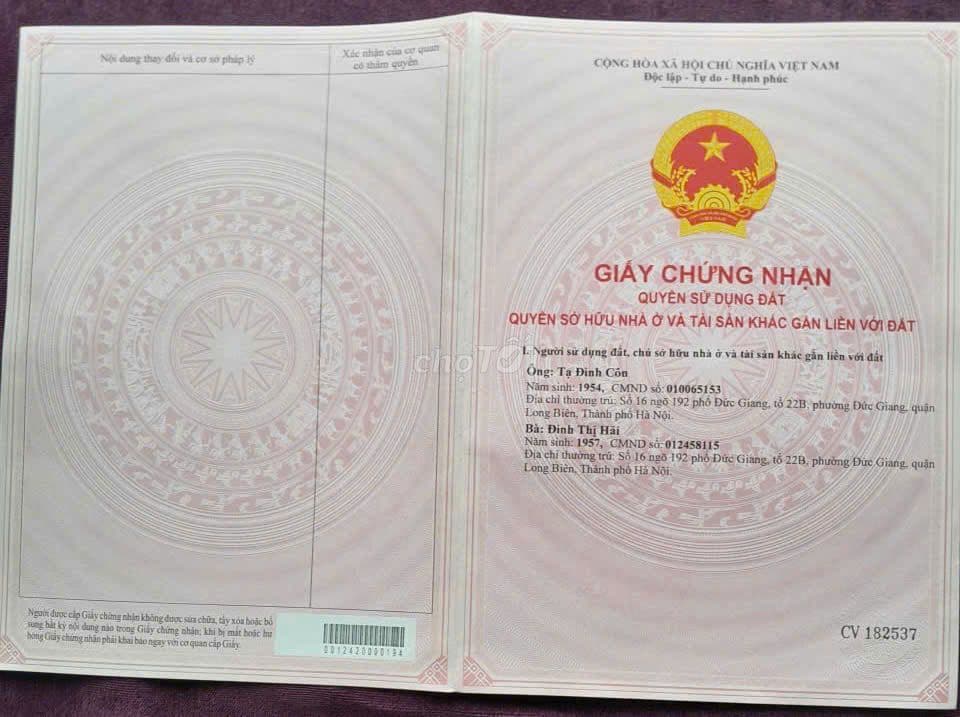 Nội dung thay đổi và cơ sở pháp lý
Xác nhận của cơ quan
có thẩm quyền
Người được cấp Giấy chứng nhận không được sửa chữa, tẩy xóa hoặc bổ
sung bất kỳ nội dung nào trong Giấy chứng nhận; khi bị mất hoặc hư
hỏng Giấy chứng nhận phải khai báo ngay với cơ quan cấp Giấy.
0012420090194
CỘNG HÒA XÃ HỘI CHỦ NGHĨA VIỆT NAM
Độc lập - Tự do - Hạnh phúc
GIẤY CHỨNG NHẬN
QUYỀN SỬ DỤNG ĐẤT
QUYỀN SỞ HỮU NHÀ Ở VÀ TÀI SẢN KHÁC GẮN LIỀN VỚI ĐẤT
I. Người sử dụng đất, chủ sở hữu nhà ở và tài sản khác gắn liền với đất
Ông: Tạ Đình Côn
Năm sinh: 1954, CMND số: 010065153
Địa chỉ thường trú: Số 16 ngõ 192 phố Đức Giang, tổ 22B, phường Đức Giang, quận
Long Biên, Thành phố Hà Nội.
Bà: Đinh Thị Hãi
Năm sinh: 1957, CMND số: 012458115
Địa chỉ thường trú: Số 16 ngõ 192 phố Đức Giang, tổ 22B, phường Đức Giang, quận
Long Biên, Thành phố Hà Nội.
CV 182537
choTỐT